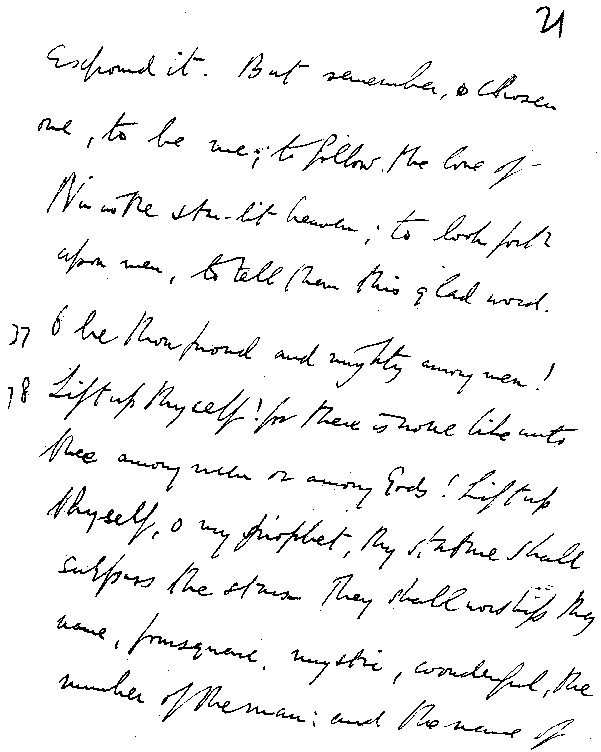 21
expound it. But remember, o chosen
one, to be me; to follow the love of
Nu in the star-lit heaven; to look forth
upon men, to tell them this glad word.
77 O be thou proud and mighty among men!
78 Lift up thyself! for there is none like unto
thee among men or among Gods! Lift up
thyself, o my prophet, thy stature shall
surpass the stars. They shall worship thy
name, foursquare, mystic, wonderful, the
number of the man: and the name of